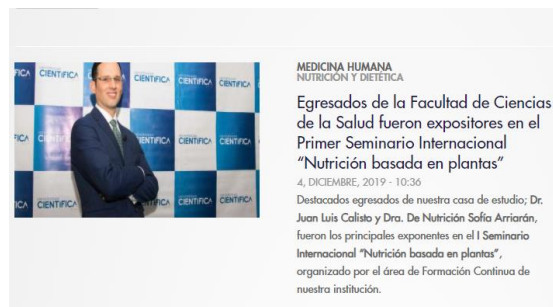 CIENTÍFICA
MEDICINA HUMANA
NUTRICIÓN Y DIETÉTICA
Egresados de la Facultad de Ciencias
de la Salud fueron expositores en el
Primer Seminario Internacional
“Nutrición basada en plantas”
4, DICIEMBRE, 2019 - 10:36
Destacados egresados de nuestra casa de estudio; Dr.
Juan Luis Calisto y Dra. De Nutrición Sofía Arriarán,
fueron los principales exponentes en el I Seminario
Internacional “Nutrición basada en plantas”,
organizado por el área de Formación Continua de
nuestra institución.